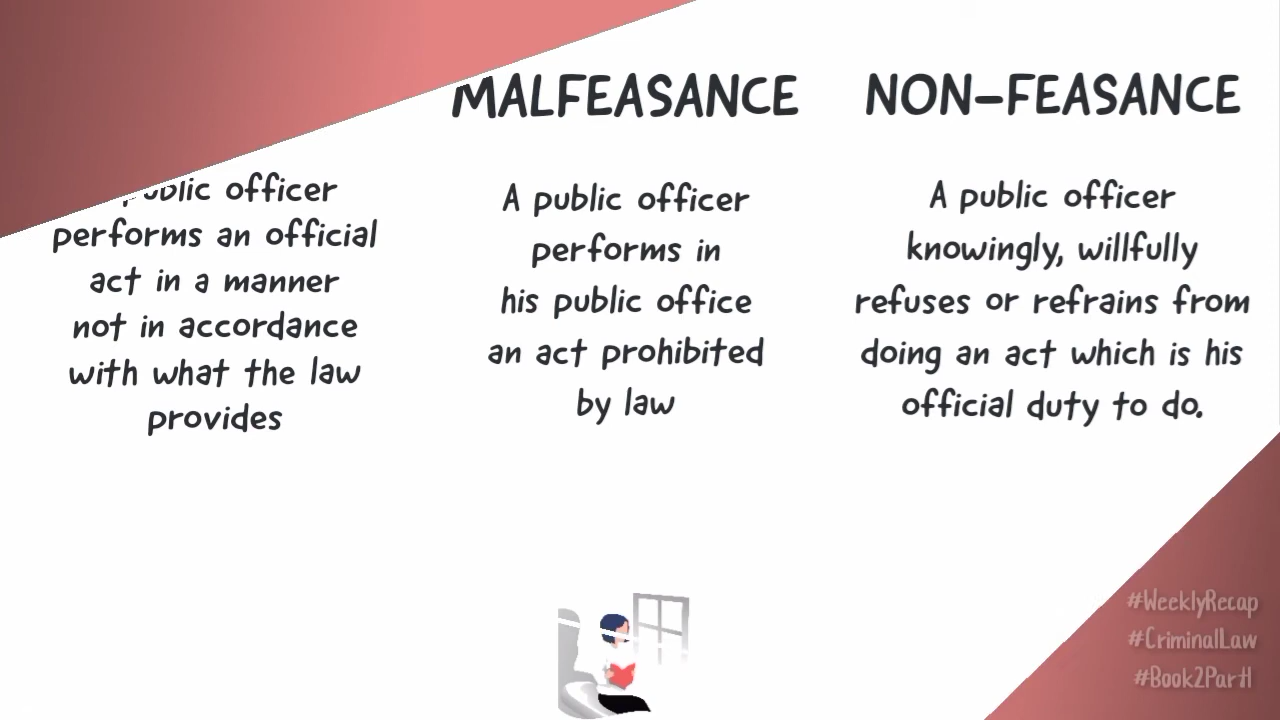 MALFEASANCE
NON-FEASANCE
public officer
performs an official
act in a manner
not in accordance
with what the law
provides
A public officer
performs in
his public office
an act prohibited
by law
A public officer
knowingly, willfully
refuses or refrains from
doing an act which is his
official duty to do.
#WeeklyRecap
#CriminalLaw
#Book2Part1